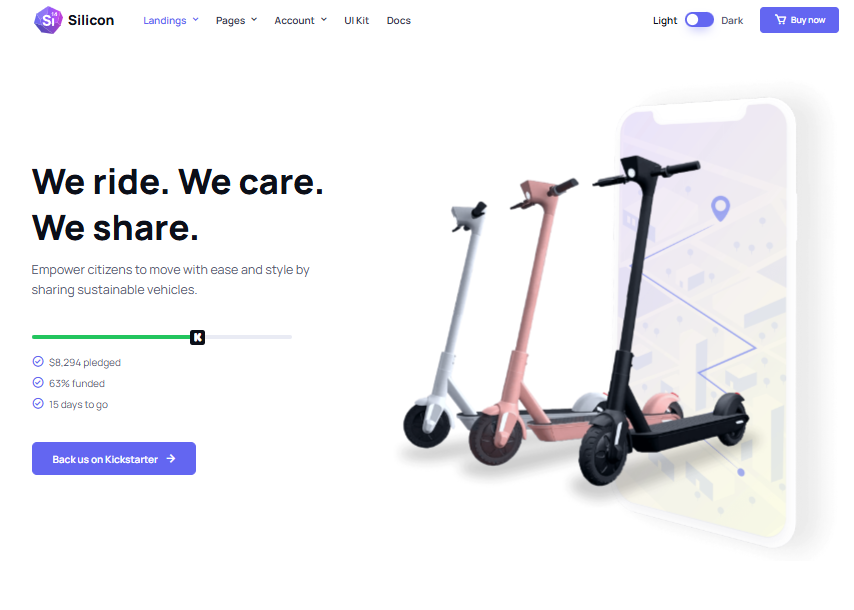 Si Silicon Landings Pages Account UI Kit Docs Light Dark Buy now
We ride. We care.
We share.
Empower citizens to move with ease and style by
sharing sustainable vehicles.
K
$8,294 pledged
63% funded
15 days to go
Back us on Kickstarter